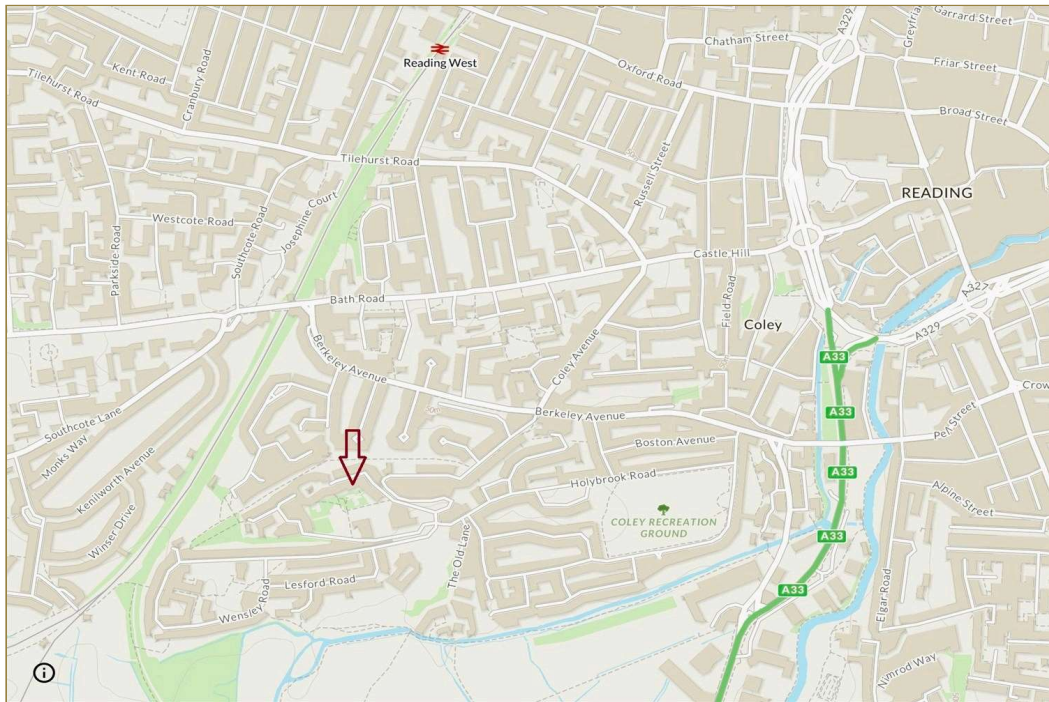 Garrard Street
A329
Greyfria
Chatham Street
Friar Street
Reading West
Oxford Road
Kent Road
Cranbury Road
Tilehurst Road
Broad Street
Tilehurst Road
Russell Street
READING
Westcote Road
Josephine Court
Southcote Road
Parkside Road
Castle Hill
A327
Bath Road
Field Road
Coley
A329
Berkeley Avenue
A33
Coley Avenue
Crow
Southcote Lane
Berkeley Avenue
A33
Pell Street
Monks Way
Boston Avenue
Kenilworth Avenue
Holybrook Road
A33
Alpine Street
Winser Drive
COLEY RECREATION
GROUND
A33
The Old Lane
Lesford Road
A33
Elgar Road
Wensley Road
Nimrod Way
i